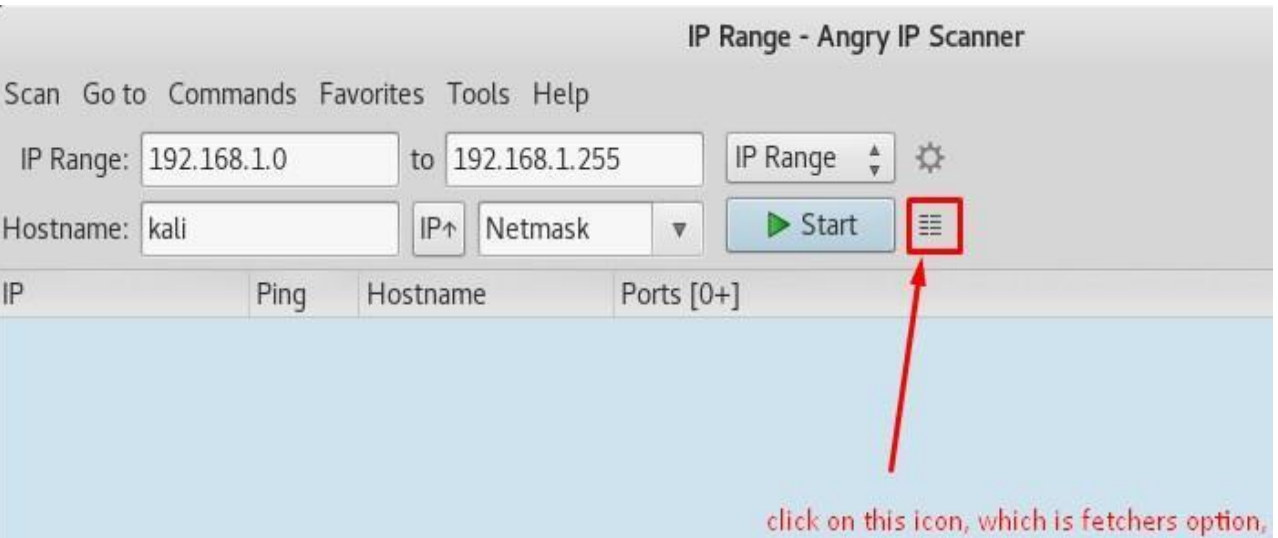 IP Range - Angry IP Scanner
Scan Go to Commands Favorites Tools Help
IP Range: 192.168.1.0 to 192.168.1.255 IP Range
Hostname: kali IP↑ Netmask Start
IP Ping Hostname Ports [0+]
click on this icon, which is fetchers option,